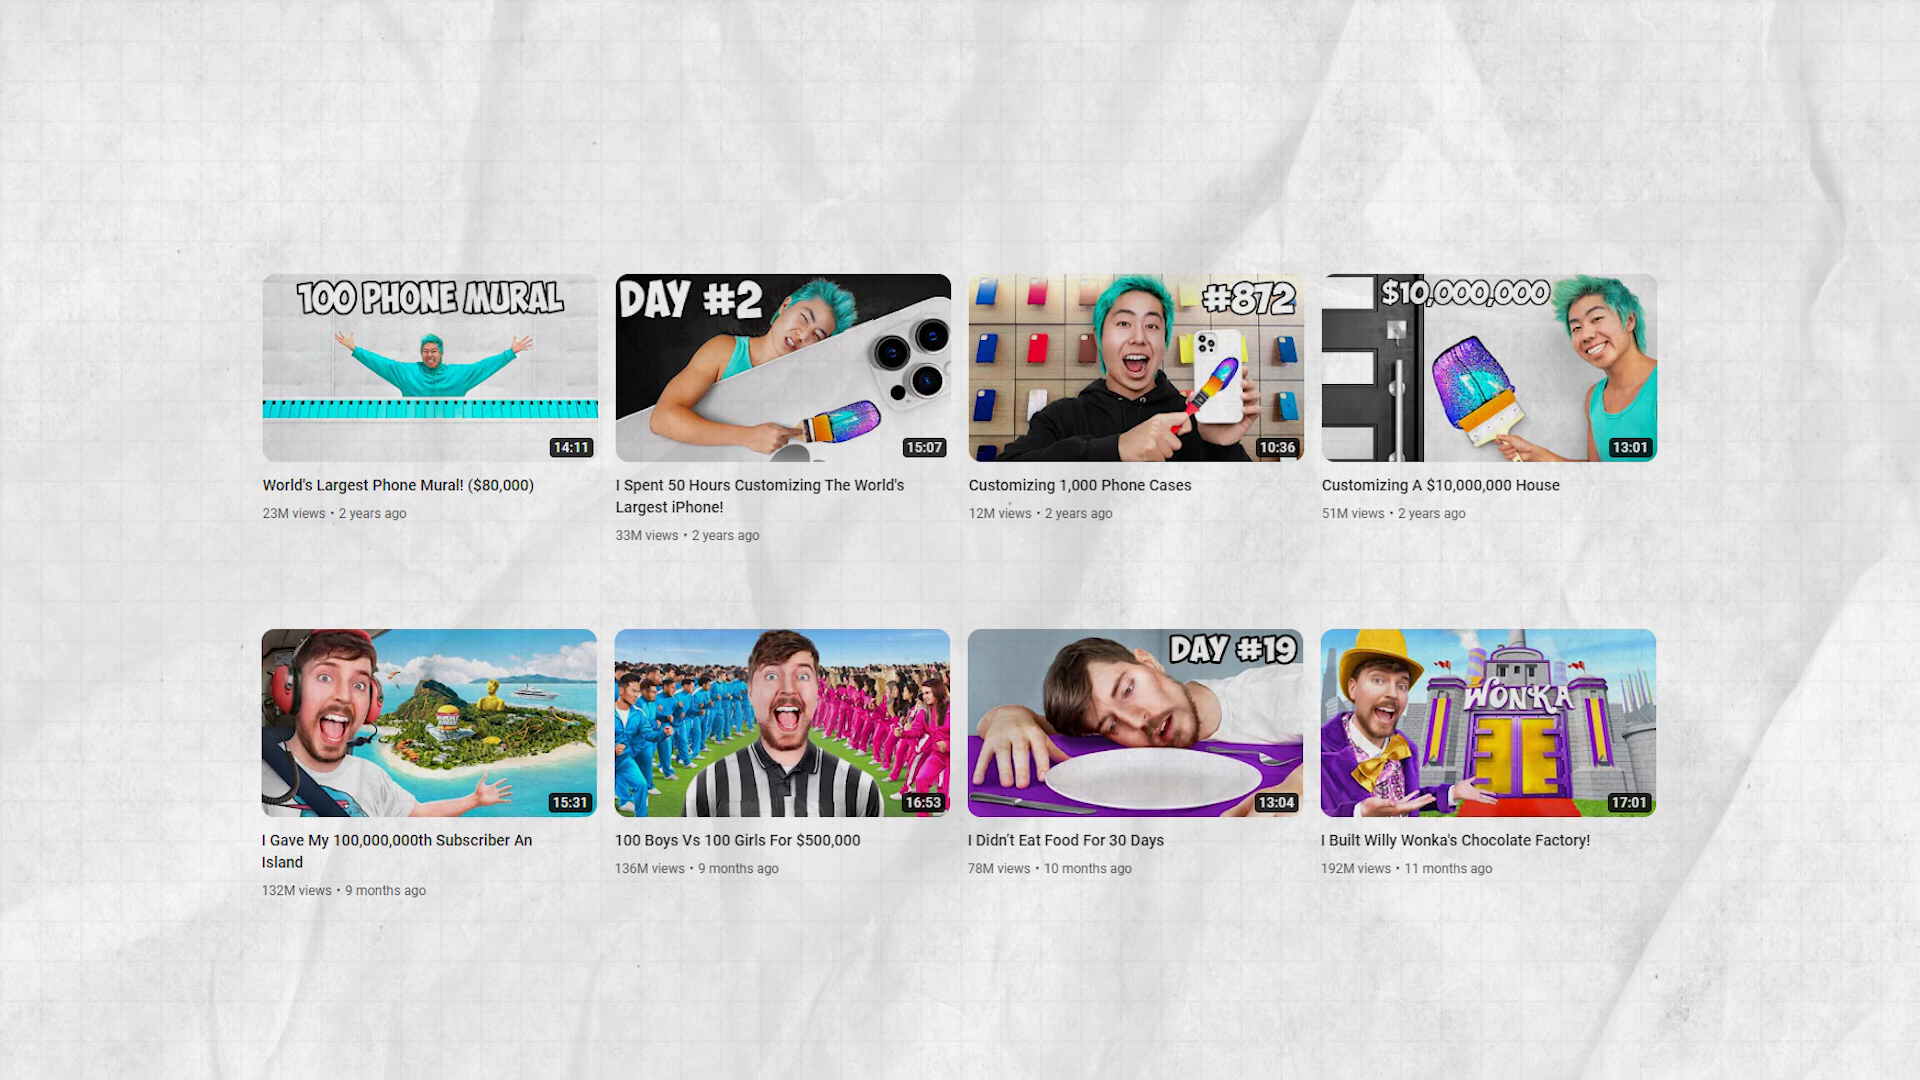 100 PHONE MURAL
14:11
World's Largest Phone Mural! ($80,000)
23M views • 2 years ago
DAY #2
15:07
I Spent 50 Hours Customizing The World's
Largest iPhone!
33M views • 2 years ago
#872
10:36
Customizing 1,000 Phone Cases
12M views • 2 years ago
$10,000,000
13:01
Customizing A $10,000,000 House
51M views • 2 years ago
15:31
I Gave My 100,000,000th Subscriber An
Island
132M views • 9 months ago
16:53
100 Boys Vs 100 Girls For $500,000
136M views • 9 months ago
DAY #19
13:04
I Didn't Eat Food For 30 Days
78M views • 10 months ago
WONKA
17:01
I Built Willy Wonka's Chocolate Factory!
192M views • 11 months ago